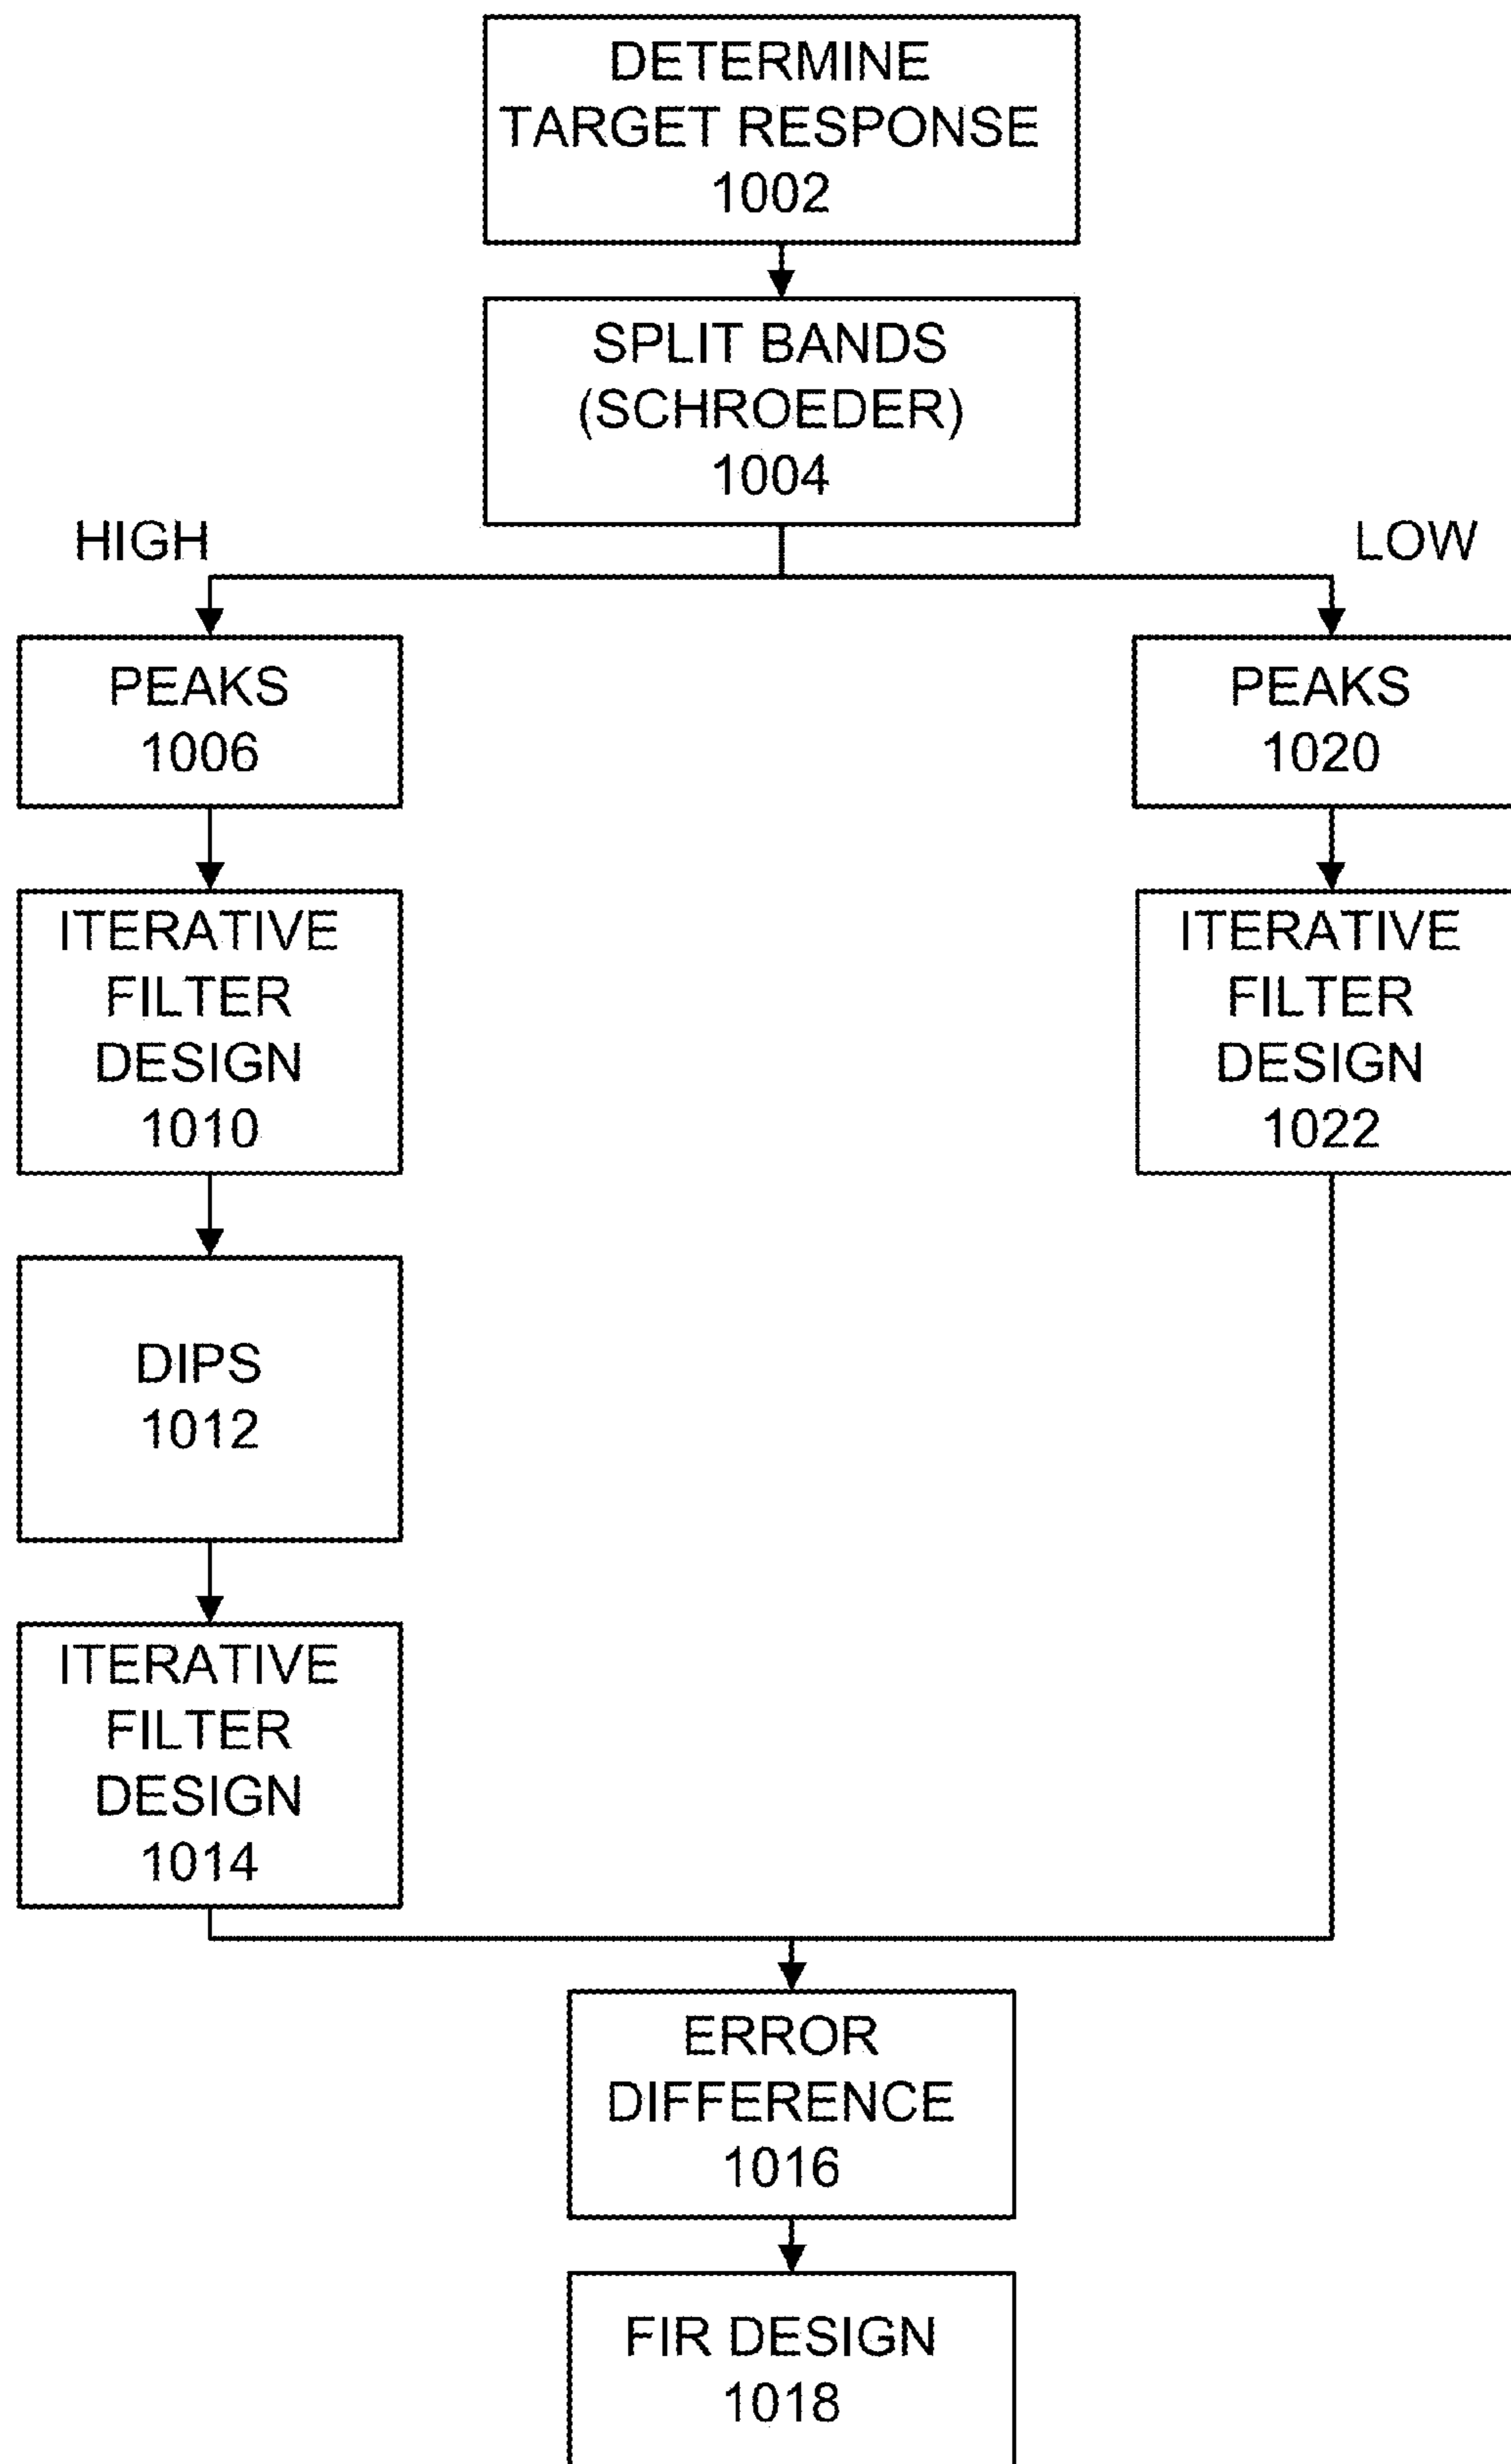 DETERMINE
TARGET RESPONSE
1002
SPLIT BANDS
(SCHROEDER)
1004
HIGH
LOW
PEAKS
1006
PEAKS
1020
ITERATIVE
FILTER
DESIGN
1010
ITERATIVE
FILTER
DESIGN
1022
DIPS
1012
ITERATIVE
FILTER
DESIGN
1014
ERROR
DIFFERENCE
1016
FIR DESIGN
1018